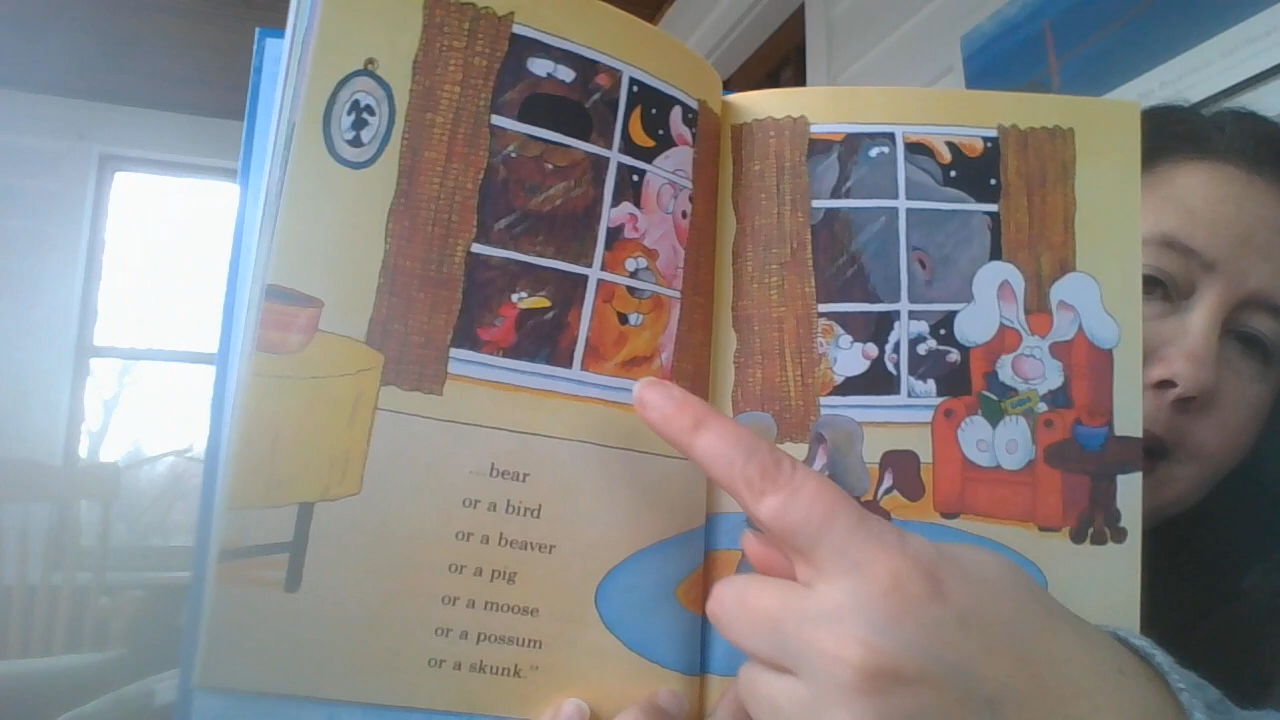 ...bear
or a bird
or a beaver
or a pig
or a moose
or a possum
or a skunk."